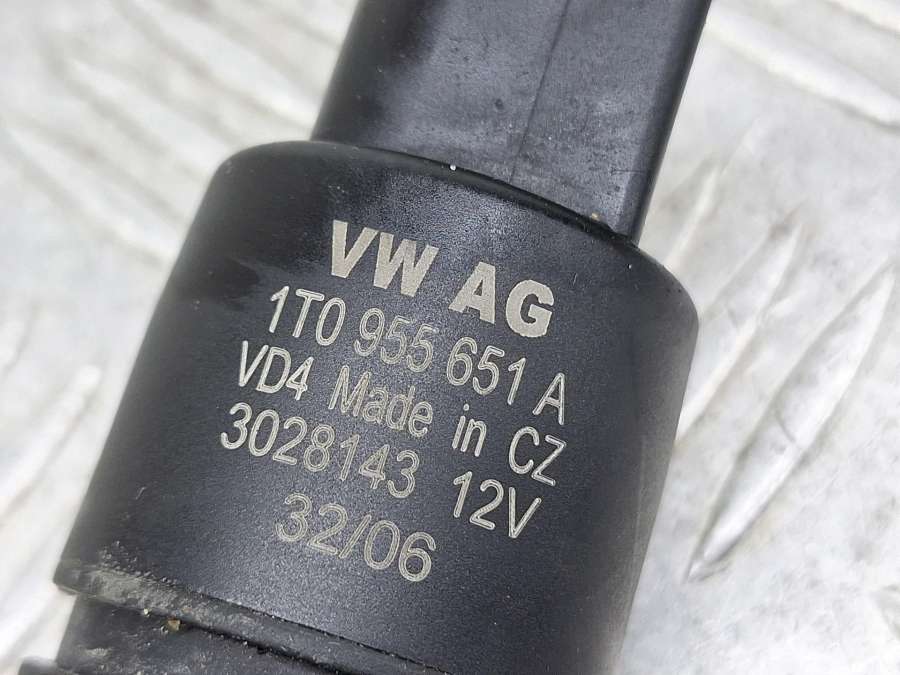 VW AG
1T0 955 651 A
VD4 Made in CZ
3028143 12V
32/06